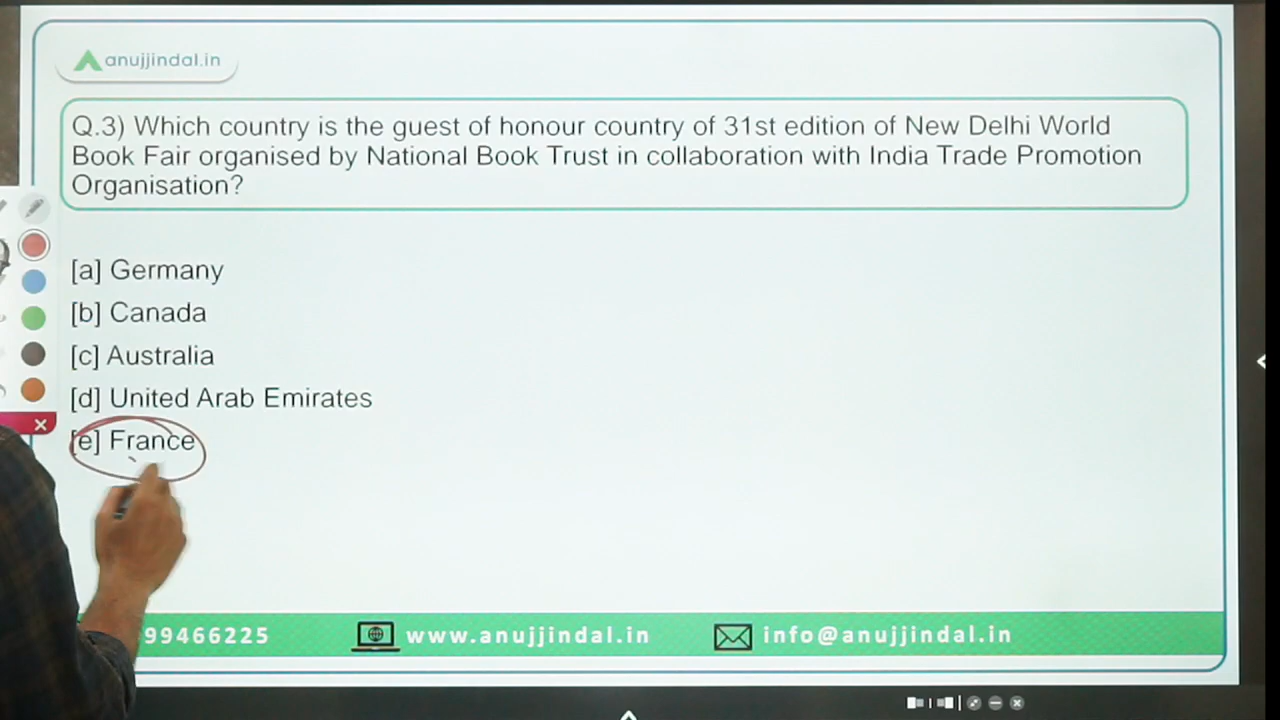 anujjindal.in
Q.3) Which country is the guest of honour country of 31st edition of New Delhi World
Book Fair organised by National Book Trust in collaboration with India Trade Promotion
Organisation?
[a] Germany
[b] Canada
[c] Australia
[d] United Arab Emirates
[e] France
99466225
www.anujjindal.in
info@anujjindal.in